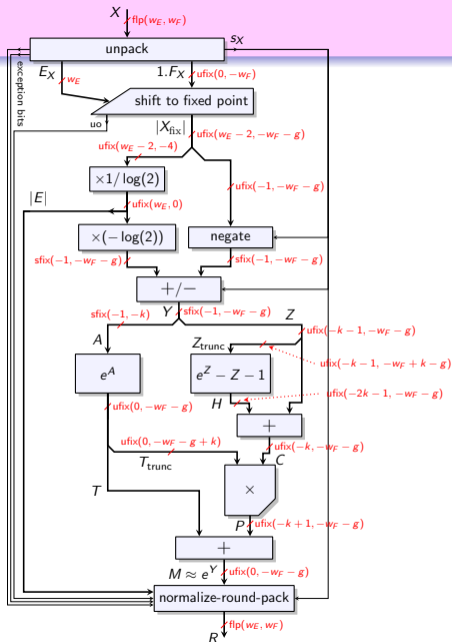 X
flp(w_E, w_F)
unpack
s_X
exception bits
E_X
w_E
1.F_X
ufix(0, −w_F)
shift to fixed point
uo
|X_fix|
ufix(w_E − 2, −w_F − g)
ufix(w_E − 2, −4)
×1/ log(2)
ufix(−1, −w_F − g)
|E|
ufix(w_E, 0)
×(− log(2))
negate
sfix(−1, −w_F − g)
sfix(−1, −w_F − g)
+/−
sfix(−1, −k)
Y
sfix(−1, −w_F − g)
Z
ufix(−k − 1, −w_F − g)
A
Z_trunc
ufix(−k − 1, −w_F + k − g)
e^A
e^Z − Z − 1
ufix(−2k − 1, −w_F − g)
ufix(0, −w_F − g)
H
+
ufix(0, −w_F − g + k)
ufix(−k, −w_F − g)
T_trunc
C
×
T
P
ufix(−k + 1, −w_F − g)
+
M ≈ e^Y
ufix(0, −w_F − g)
normalize-round-pack
flp(w_E, w_F)
R